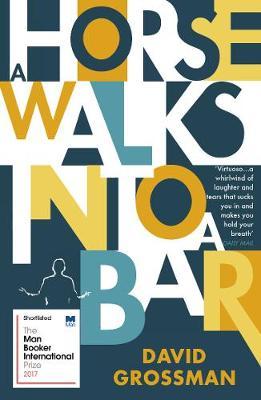 A HORSE
WALKS
INTO A
BAR
'Virtuoso...a
whirlwind of
laughter and
tears that sucks
you in and
makes you
hold your
breath'
DAILY MAIL
Shortlisted
Man
The
Man
Booker
International
Prize
2017
DAVID
GROSSMAN